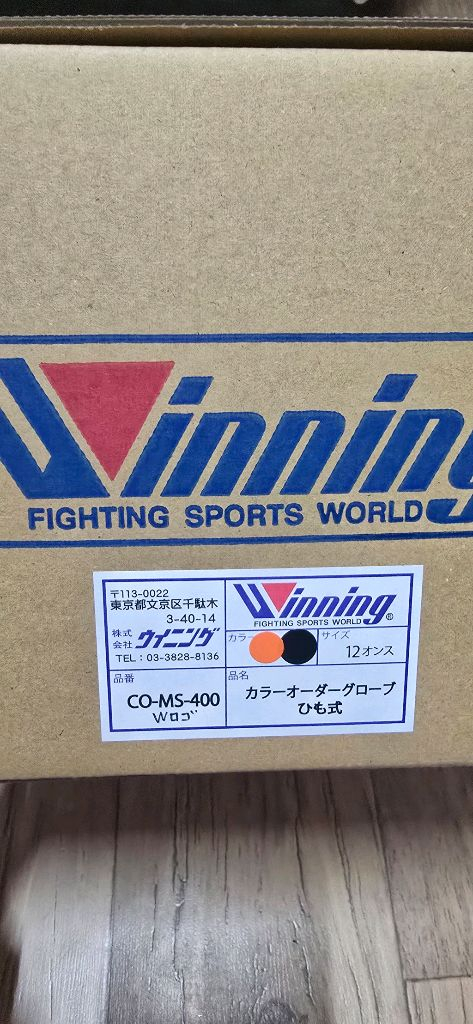 Winning
FIGHTING SPORTS WORLD
〒113-0022
東京都文京区千駄木
3-40-14
株式会社 ウイニング
TEL : 03-3828-8136
Winning®
FIGHTING SPORTS WORLD
カラー
サイズ
12オンス
品番
CO-MS-400
Wロゴ
品名
カラーオーダーグローブ
ひも式